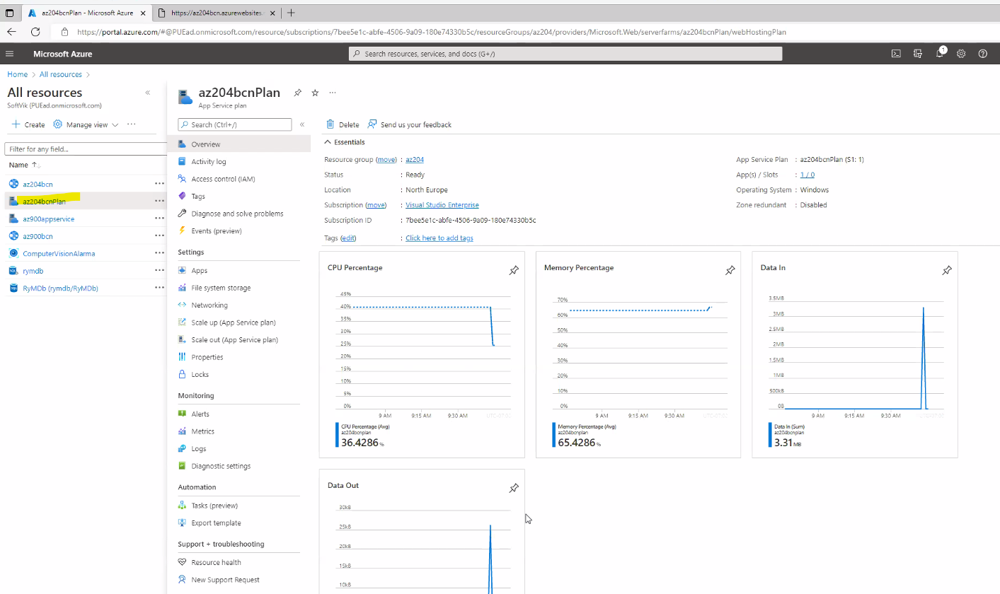 az204bcnPlan - Microsoft Azure
https://az204bcn.azurewebsites.
https://portal.azure.com/#@PUEad.onmicrosoft.com/resource/subscriptions/7bee5e1c-abfe-4506-9a09-180e74330b5c/resourceGroups/az204/providers/Microsoft.Web/serverfarms/az204bcnPlan/webHostingPlan
Microsoft Azure
Search resources, services, and docs (G+/)
1
Home > All resources >
All resources
SoftVik (PUEad.onmicrosoft.com)
Create Manage view ...
Filter for any field...
Name
az204bcn
az204bcnPlan
az900appservice
az900bcn
ComputerVisionAlarma
rymdb
RyMDb (rymdb/RyMDb)
az204bcnPlan
App Service plan
Search (Ctrl+/)
Overview
Activity log
Access control (IAM)
Tags
Diagnose and solve problems
Events (preview)
Settings
Apps
File system storage
Networking
Scale up (App Service plan)
Scale out (App Service plan)
Properties
Locks
Monitoring
Alerts
Metrics
Logs
Diagnostic settings
Automation
Tasks (preview)
Export template
Support + troubleshooting
Resource health
New Support Request
Delete Send us your feedback
Essentials
Resource group (move) : az204
Status : Ready
Location : North Europe
Subscription (move) : Visual Studio Enterprise
Subscription ID : 7bee5e1c-abfe-4506-9a09-180e74330b5c
Tags (edit) : Click here to add tags
App Service Plan : az204bcnPlan (S1: 1)
App(s) / Slots : 1 / 0
Operating System : Windows
Zone redundant : Disabled
CPU Percentage
45%
40%
35%
30%
25%
20%
15%
10%
5%
0%
9 AM 9:15 AM 9:30 AM
CPU Percentage (Avg)
az204bcnplan
36.4286 %
Memory Percentage
70%
60%
50%
40%
30%
20%
10%
0%
9 AM 9:15 AM 9:30 AM
Memory Percentage (Avg)
az204bcnplan
65.4286 %
Data In
3.5MB
3MB
2.5MB
2MB
1.5MB
1MB
500kB
0B
9 AM 9:15 AM 9:30 AM
Data In (Sum)
az204bcnplan
3.31 MB
Data Out
30kB
25kB
20kB
15kB
10kB